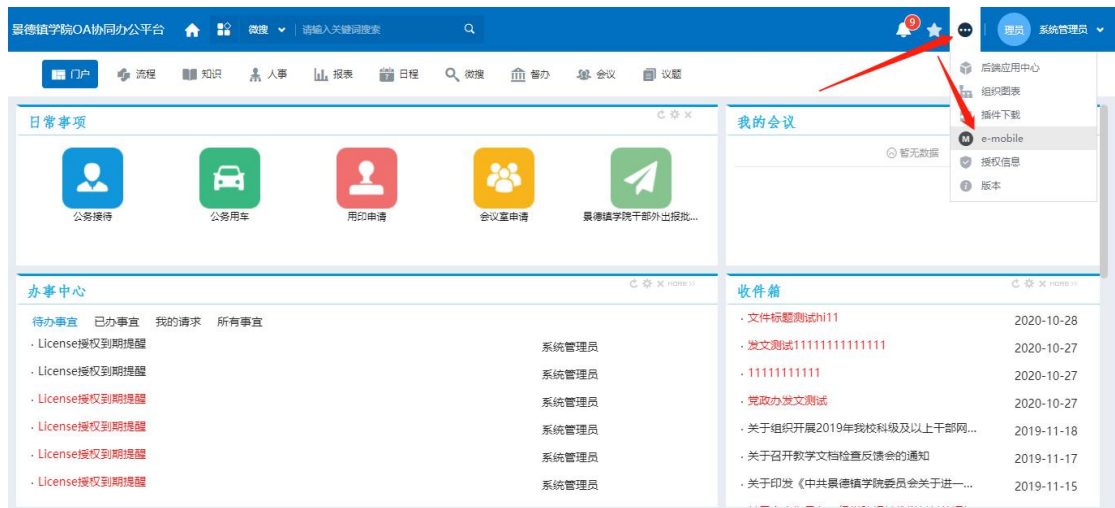 景德镇学院OA协同办公平台 微搜 请输入关键词搜索 9 理员 系统管理员
门户 流程 知识 人事 报表 日程 微搜 督办 会议 议题
后端应用中心
组织图表
插件下载
M e-mobile
授权信息
版本
日常事项
公务接待 公务用车 用印申请 会议室申请 景德镇学院干部外出报批...
我的会议
暂无数据
办事中心 MORE>>
待办事宜 已办事宜 我的请求 所有事宜
· License授权到期提醒 系统管理员
· License授权到期提醒 系统管理员
· License授权到期提醒 系统管理员
· License授权到期提醒 系统管理员
· License授权到期提醒 系统管理员
· License授权到期提醒 系统管理员
收件箱 MORE>>
· 文件标题测试hi11 2020-10-28
· 发文测试11111111111111 2020-10-27
· 11111111111 2020-10-27
· 党政办发文测试 2020-10-27
· 关于组织开展2019年我校科级及以上干部网... 2019-11-18
· 关于召开教学文档检查反馈会的通知 2019-11-17
· 关于印发《中共景德镇学院委员会关于进一... 2019-11-15